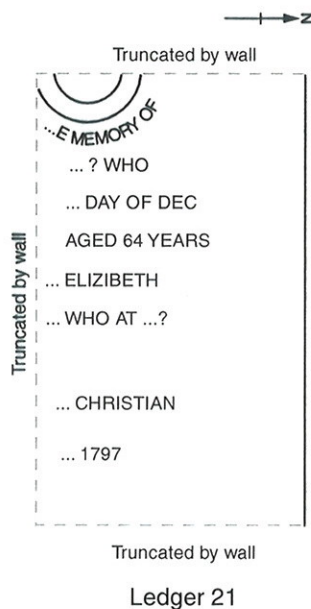 N
Truncated by wall
...E MEMORY OF
... ? WHO
... DAY OF DEC
AGED 64 YEARS
... ELIZIBETH
... WHO AT ...?
... CHRISTIAN
... 1797
Truncated by wall
Truncated by wall
Ledger 21